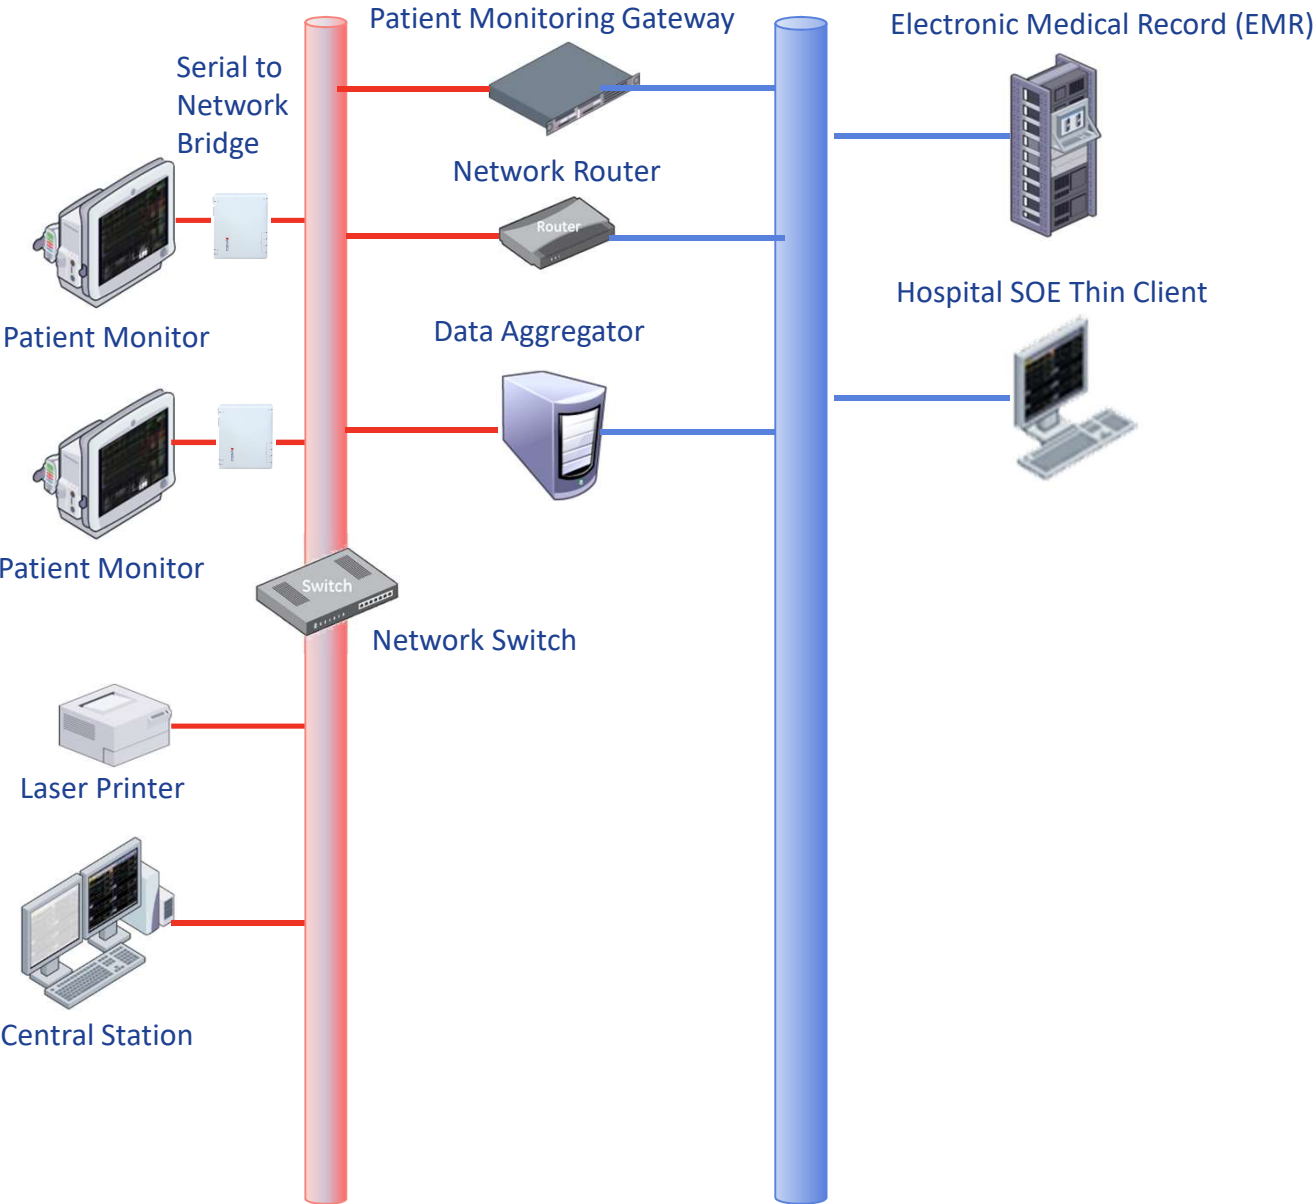 Patient Monitoring Gateway
Electronic Medical Record (EMR)
Serial to
Network
Bridge
Network Router
Router
Hospital SOE Thin Client
Patient Monitor
Data Aggregator
Patient Monitor
Switch
Network Switch
Laser Printer
Central Station